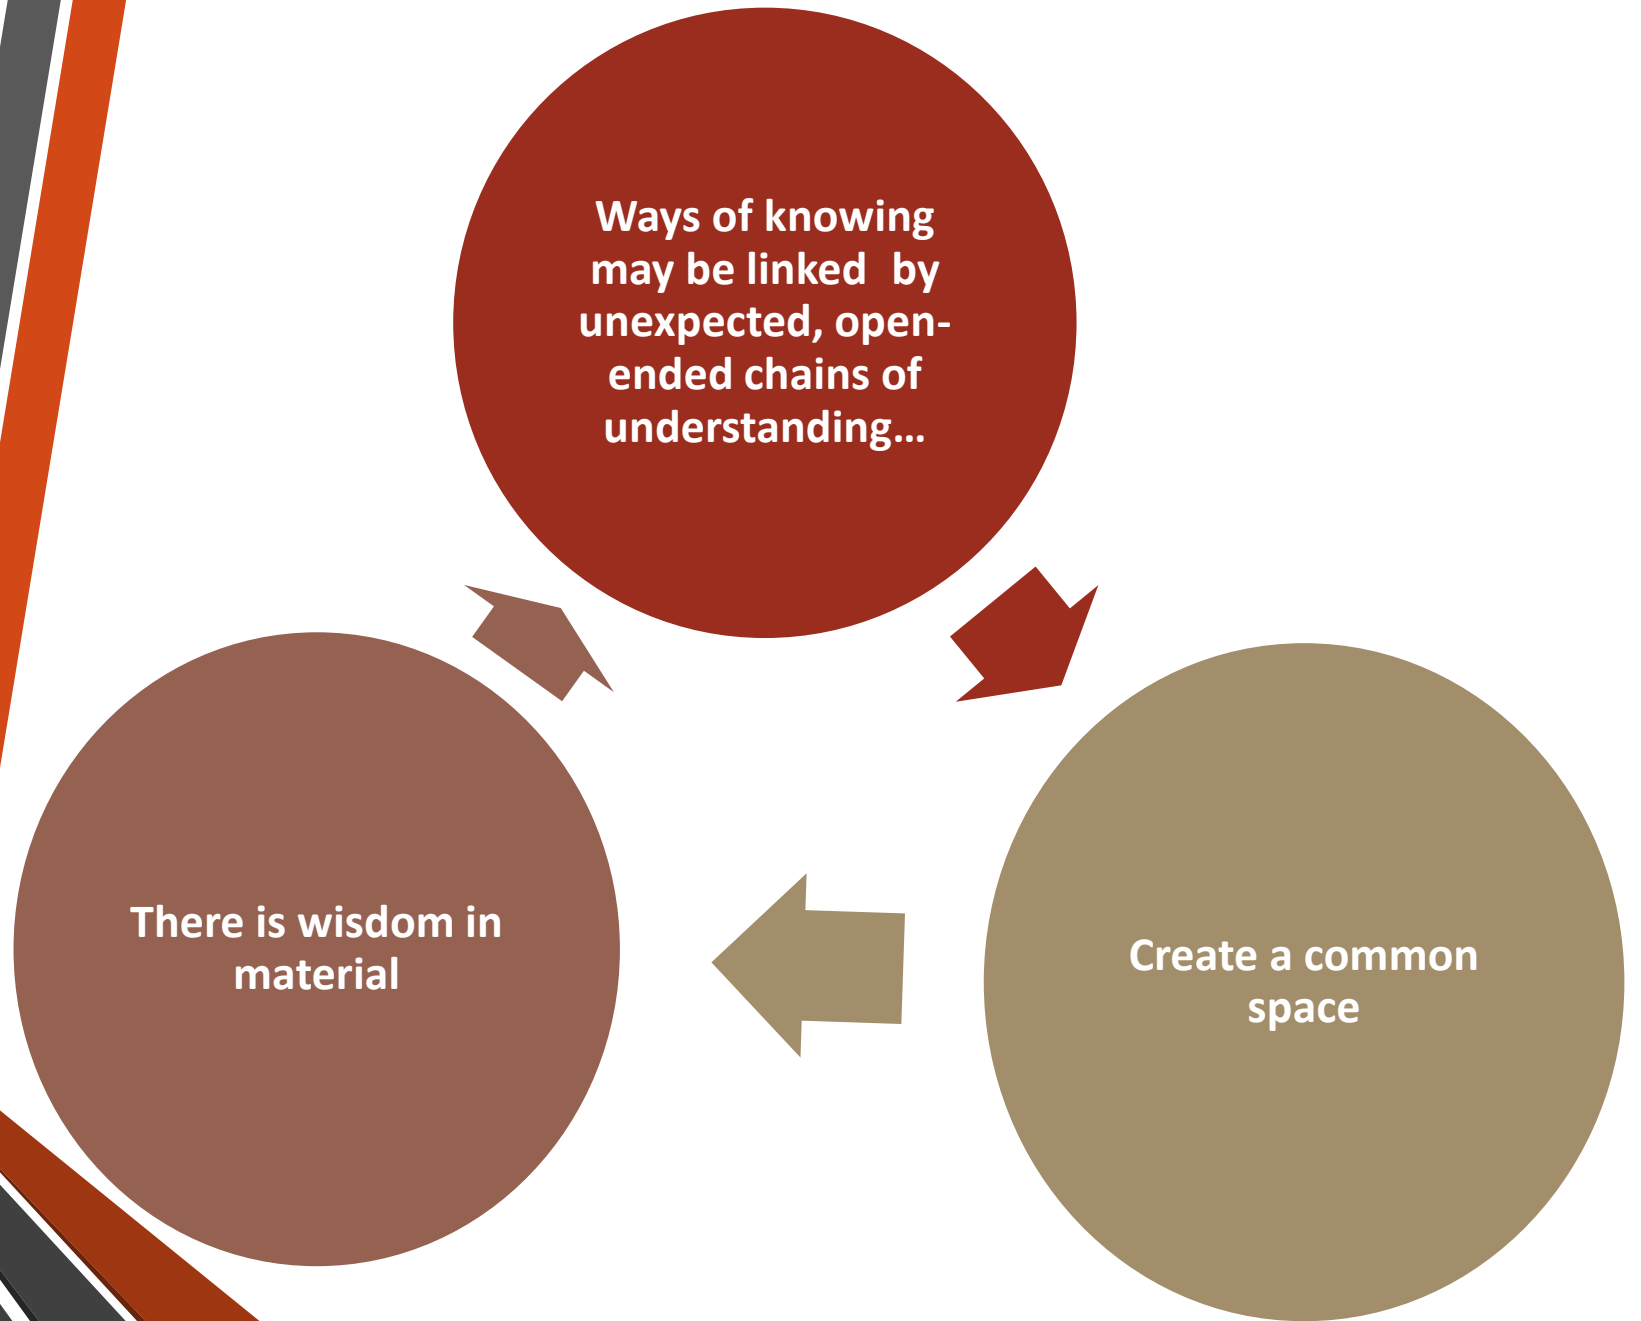 Ways of knowing
may be linked  by
unexpected, open-
ended chains of
understanding…
There is wisdom in
material
Create a common
space